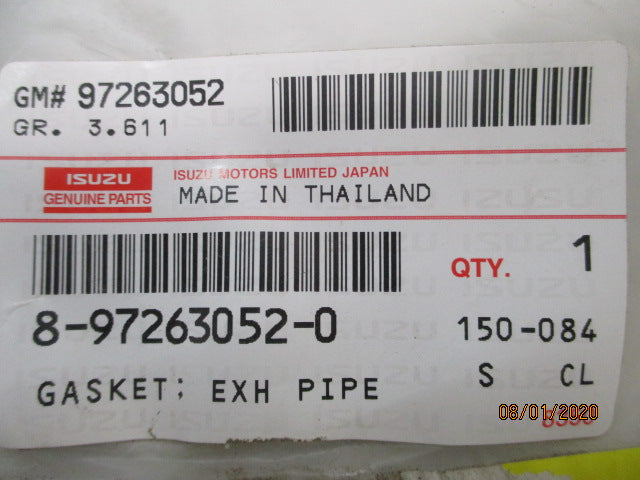 GM# 97263052
GR. 3.611
ISUZU
GENUINE PARTS
ISUZU MOTORS LIMITED JAPAN
MADE IN THAILAND
QTY. 1
8-97263052-0
150-084
GASKET; EXH PIPE
S CL
08/01/2020